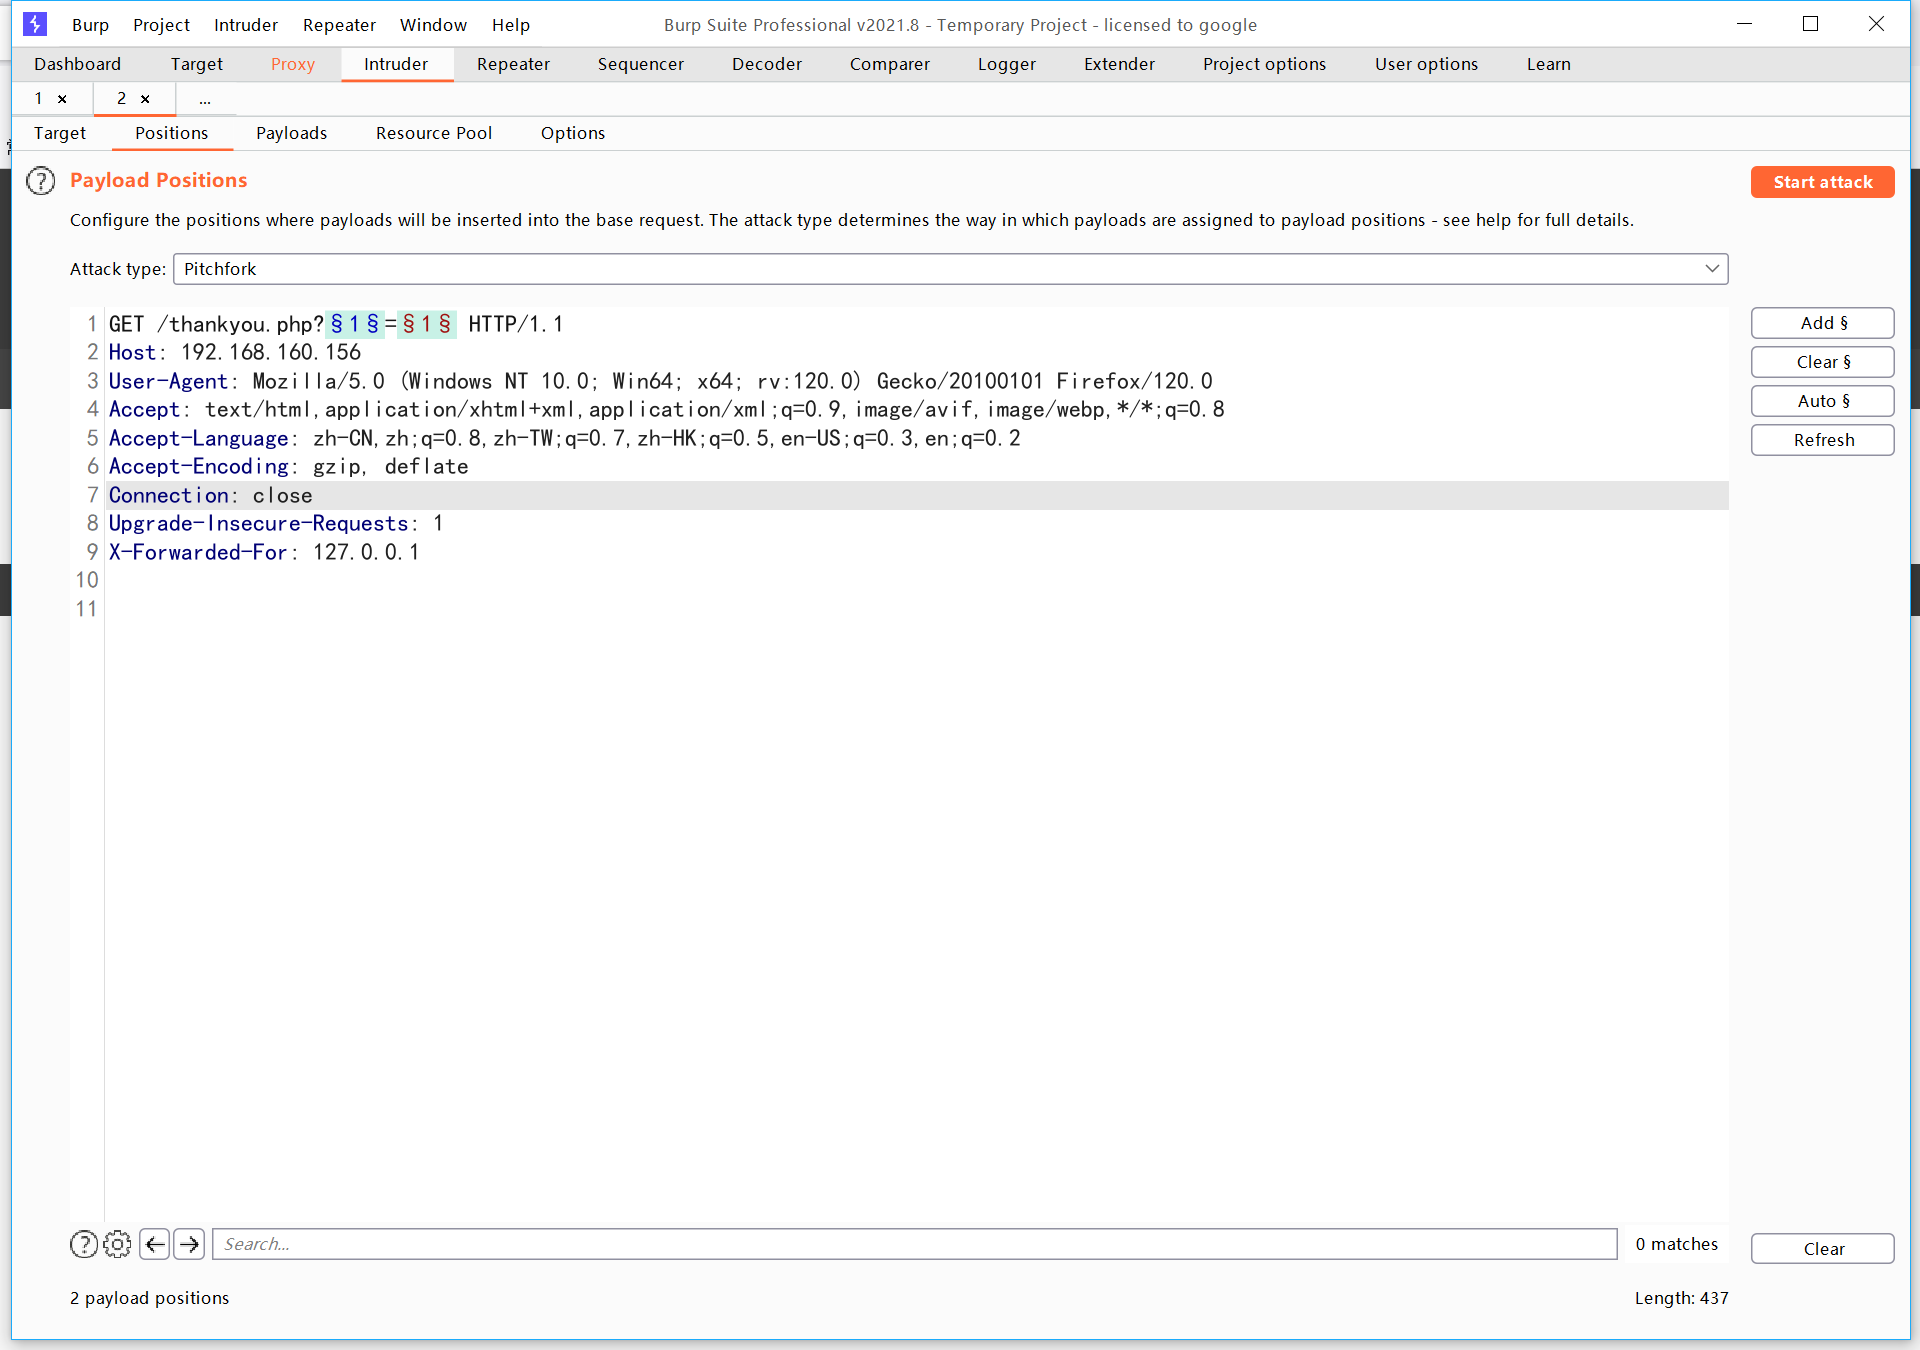 Burp Project Intruder Repeater Window Help Burp Suite Professional v2021.8 - Temporary Project - licensed to google
Dashboard Target Proxy Intruder Repeater Sequencer Decoder Comparer Logger Extender Project options User options Learn
1 × 2 × ...
Target Positions Payloads Resource Pool Options
? Payload Positions
Start attack
Configure the positions where payloads will be inserted into the base request. The attack type determines the way in which payloads are assigned to payload positions - see help for full details.
Attack type: Pitchfork
1 GET /thankyou.php?§1§=§1§ HTTP/1.1
2 Host: 192.168.160.156
3 User-Agent: Mozilla/5.0 (Windows NT 10.0; Win64; x64; rv:120.0) Gecko/20100101 Firefox/120.0
4 Accept: text/html,application/xhtml+xml,application/xml;q=0.9,image/avif,image/webp,*/*;q=0.8
5 Accept-Language: zh-CN,zh;q=0.8,zh-TW;q=0.7,zh-HK;q=0.5,en-US;q=0.3,en;q=0.2
6 Accept-Encoding: gzip, deflate
7 Connection: close
8 Upgrade-Insecure-Requests: 1
9 X-Forwarded-For: 127.0.0.1
10
11
Add §
Clear §
Auto §
Refresh
? Search... 0 matches
Clear
2 payload positions
Length: 437